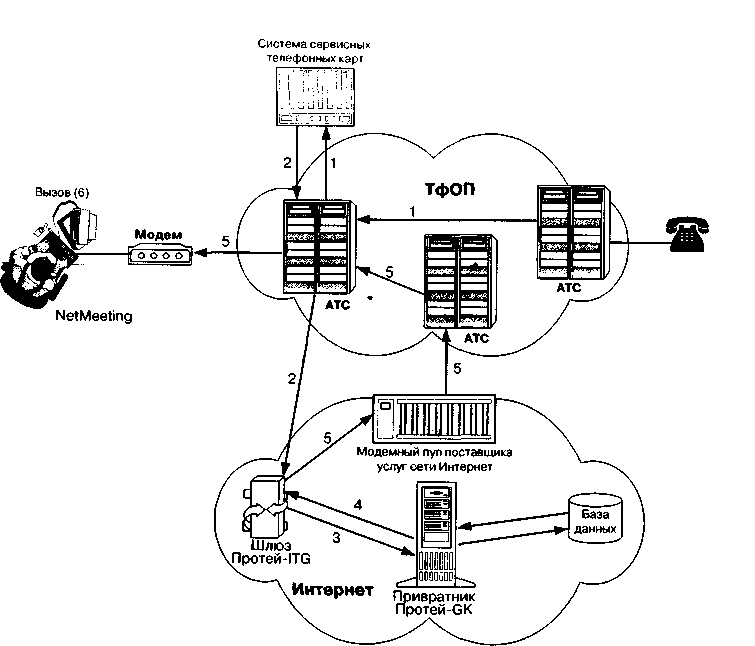 Система сервисных
телефонных карт
2
1
ТфОП
Вызов (6)
Модем
5
1
5
NetMeeting
АТС
АТС
АТС
2
5
5
Модемный пул поставщика
услуг сети Интернет
4
3
База
данных
Шлюз
Протей-ITG
Интернет
Привратник
Протей-GK